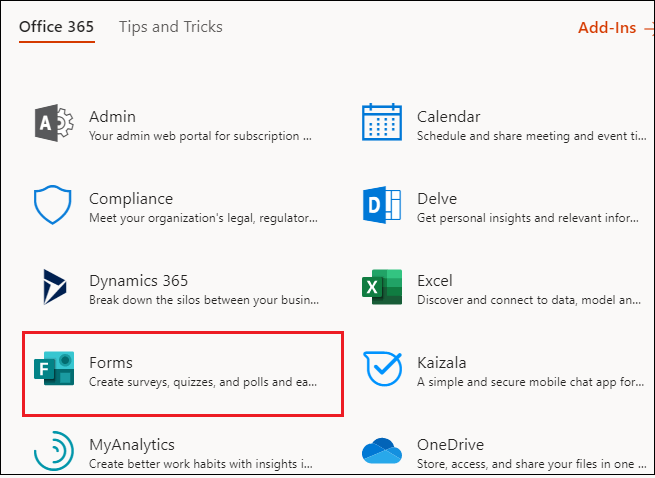 Office 365 Tips and Tricks Add-Ins →
Admin
Your admin web portal for subscription ...
Calendar
Schedule and share meeting and event ti...
Compliance
Meet your organization's legal, regulator...
Delve
Get personal insights and relevant infor...
Dynamics 365
Break down the silos between your busin...
Excel
Discover and connect to data, model an...
Forms
Create surveys, quizzes, and polls and ea...
Kaizala
A simple and secure mobile chat app for...
MyAnalytics
Create better work habits with insights i...
OneDrive
Store, access, and share your files in one ...